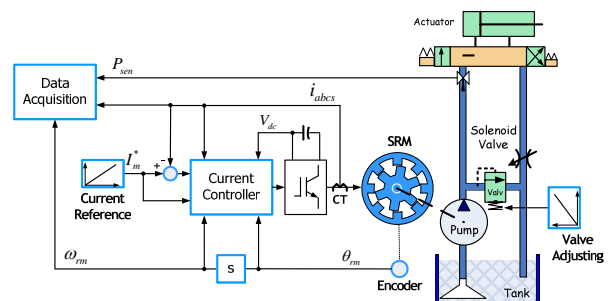 Actuator
P_sen
Data
Acquisition
i_abcs
V_dc
SRM
Solenoid
Valve
I_m^*
+
-
Current
Controller
Valv
CT
Current
Reference
Pump
Valve
Adjusting
ω_rm
s
θ_rm
Encoder
Tank